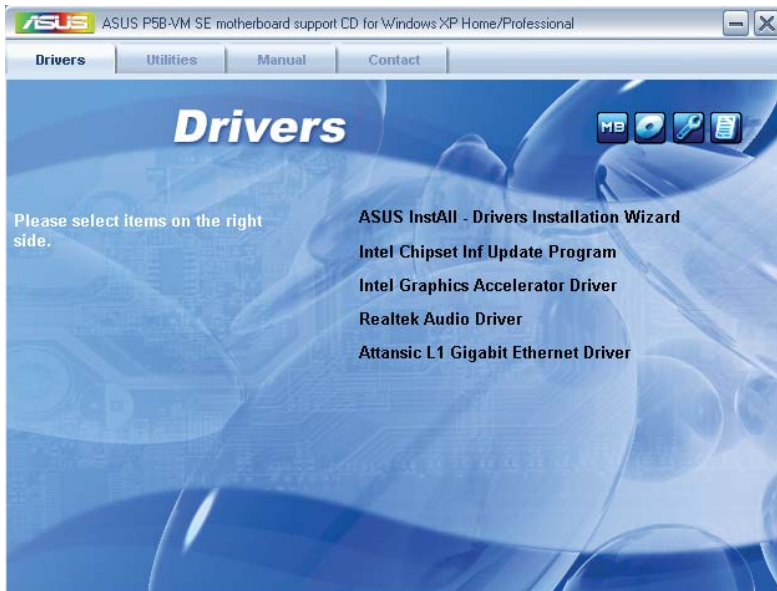 ASUS ASUS P5B-VM SE motherboard support CD for Windows XP Home/Professional
Drivers Utilities Manual Contact
Drivers
MB
Please select items on the right
side.
ASUS InstAll - Drivers Installation Wizard
Intel Chipset Inf Update Program
Intel Graphics Accelerator Driver
Realtek Audio Driver
Attansic L1 Gigabit Ethernet Driver